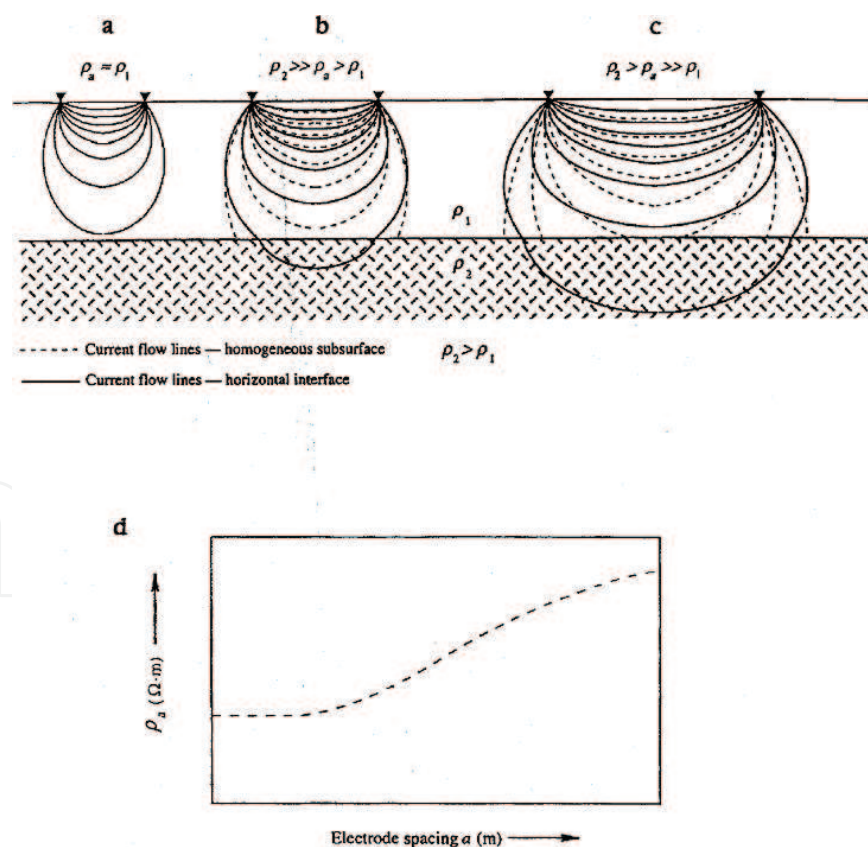 a b c
ρa = ρ1 ρ2 >> ρa > ρ1 ρ2 > ρa >> ρ1
ρ1
ρ2
Current flow lines — homogeneous subsurface ρ2 > ρ1
Current flow lines — horizontal interface
d
ρa (Ω·m)
Electrode spacing a (m)